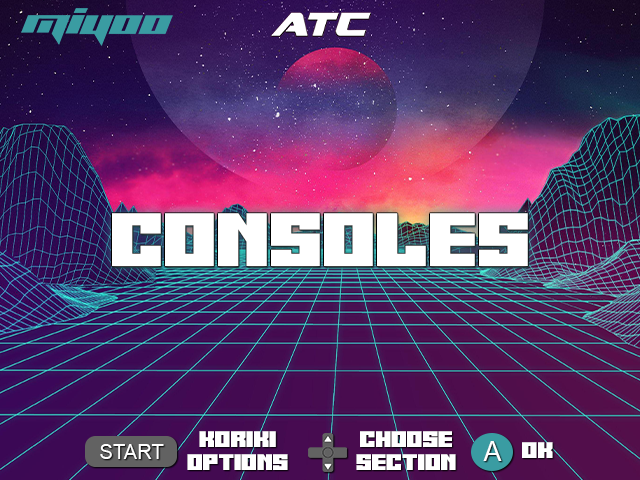 miyoo
ATC
CONSOLES
START
KORIKI
OPTIONS
CHOOSE
SECTION
A
OK